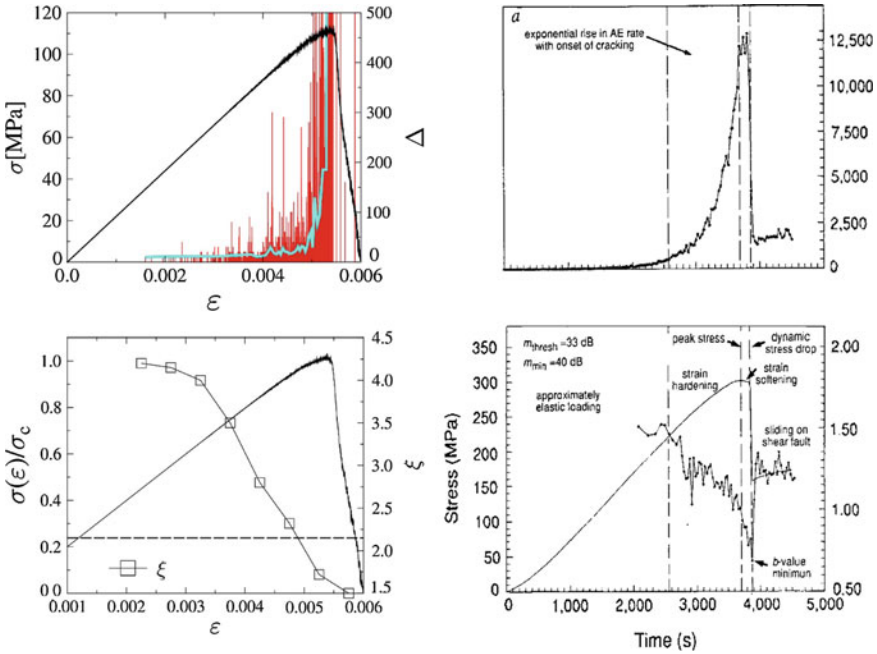 120
100
80
60
40
20
0
σ[MPa]
500
400
300
200
100
0
Δ
0.0
0.002
0.004
0.006
ε
a
exponential rise in AE rate
with onset of cracking
12,500
10,000
7,500
5,000
2,500
0
1.0
0.8
0.6
0.4
0.2
0.0
σ(ε)/σc
4.5
4.0
3.5
3.0
2.5
2.0
1.5
ξ
ξ
0.001
0.002
0.003
0.004
0.005
0.006
ε
350
300
250
200
150
100
50
0
Stress (MPa)
mthresh =33 dB
mmin =40 dB
approximately
elastic loading
peak stress
strain
hardening
dynamic
stress drop
strain
softening
sliding on
shear fault
b-value
minimun
2.00
1.50
1.00
0.50
0
1,000
2,000
3,000
4,000
5,000
Time (s)